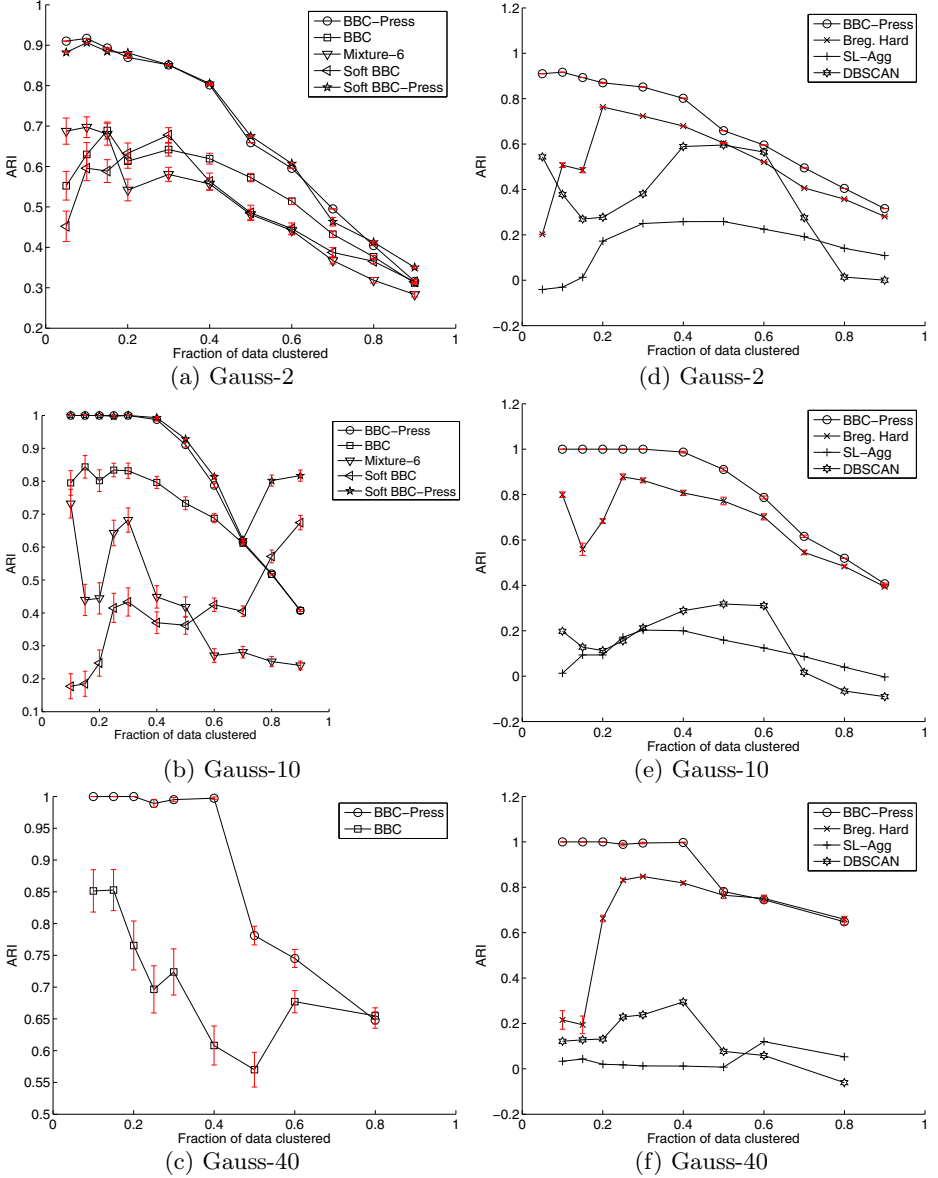 BBC−Press
BBC
Mixture−6
Soft BBC
Soft BBC−Press
1
0.9
0.8
0.7
0.6
0.5
0.4
0.3
0.2
ARI
0 0.2 0.4 0.6 0.8 1
Fraction of data clustered
(a) Gauss-2
BBC−Press
Breg. Hard
SL−Agg
DBSCAN
1.2
1
0.8
0.6
0.4
0.2
0
−0.2
ARI
0 0.2 0.4 0.6 0.8 1
Fraction of data clustered
(d) Gauss-2
BBC−Press
BBC
Mixture−6
Soft BBC
Soft BBC−Press
1
0.9
0.8
0.7
0.6
0.5
0.4
0.3
0.2
0.1
ARI
0 0.2 0.4 0.6 0.8 1
Fraction of data clustered
(b) Gauss-10
BBC−Press
Breg. Hard
SL−Agg
DBSCAN
1.2
1
0.8
0.6
0.4
0.2
0
−0.2
ARI
0 0.2 0.4 0.6 0.8 1
Fraction of data clustered
(e) Gauss-10
BBC−Press
BBC
1
0.95
0.9
0.85
0.8
0.75
0.7
0.65
0.6
0.55
0.5
ARI
0 0.2 0.4 0.6 0.8 1
Fraction of data clustered
(c) Gauss-40
BBC−Press
Breg. Hard
SL−Agg
DBSCAN
1.2
1
0.8
0.6
0.4
0.2
0
−0.2
ARI
0 0.2 0.4 0.6 0.8 1
Fraction of data clustered
(f) Gauss-40